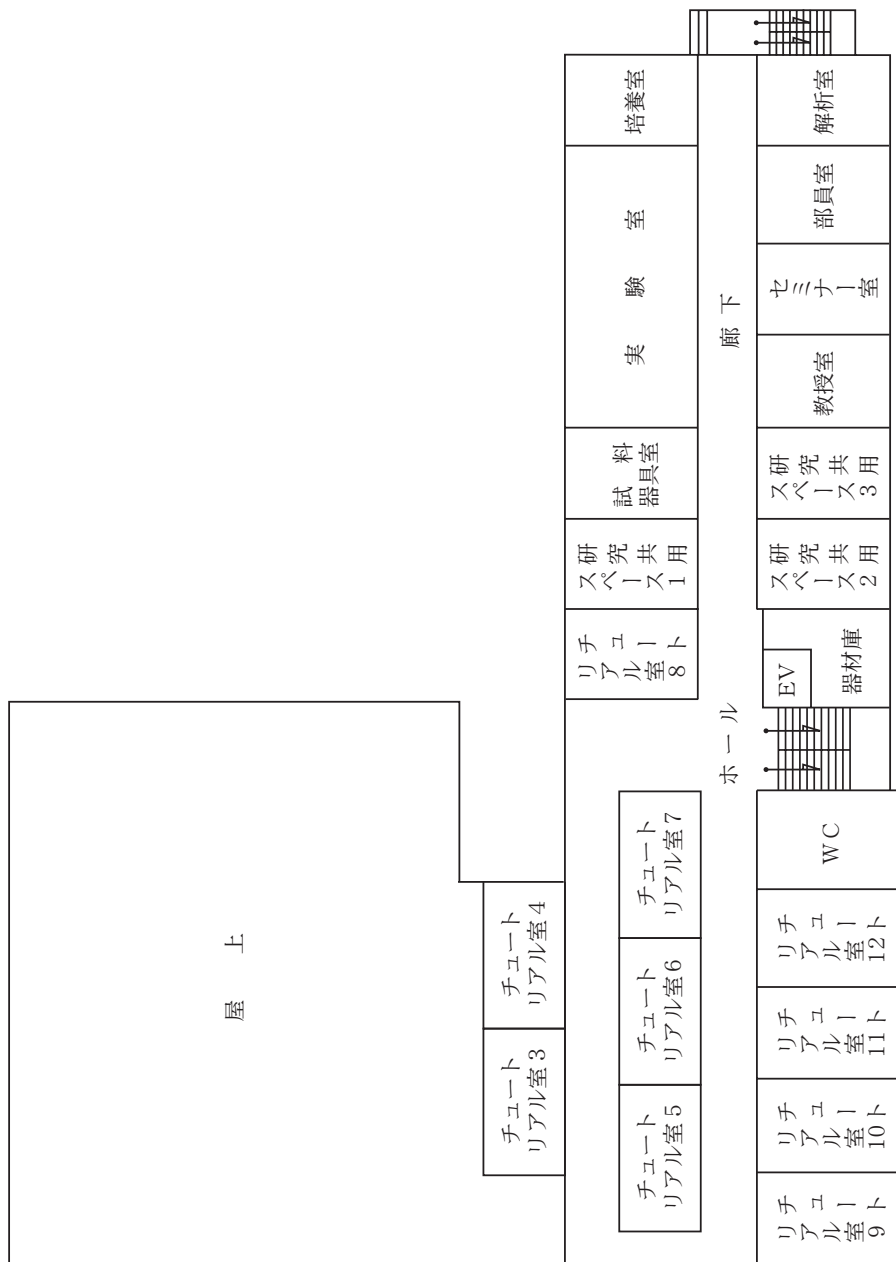 培養室
実験室
試料
器具室
研究共用
スペース1
チュート
リアル室8
廊下
ホール
解析室
部員室
セミナー室
教授室
研究共用
スペース3
研究共用
スペース2
器材庫
EV
WC
チュート
リアル室12
チュート
リアル室11
チュート
リアル室10
チュート
リアル室9
チュート
リアル室7
チュート
リアル室6
チュート
リアル室5
チュート
リアル室4
チュート
リアル室3
屋上